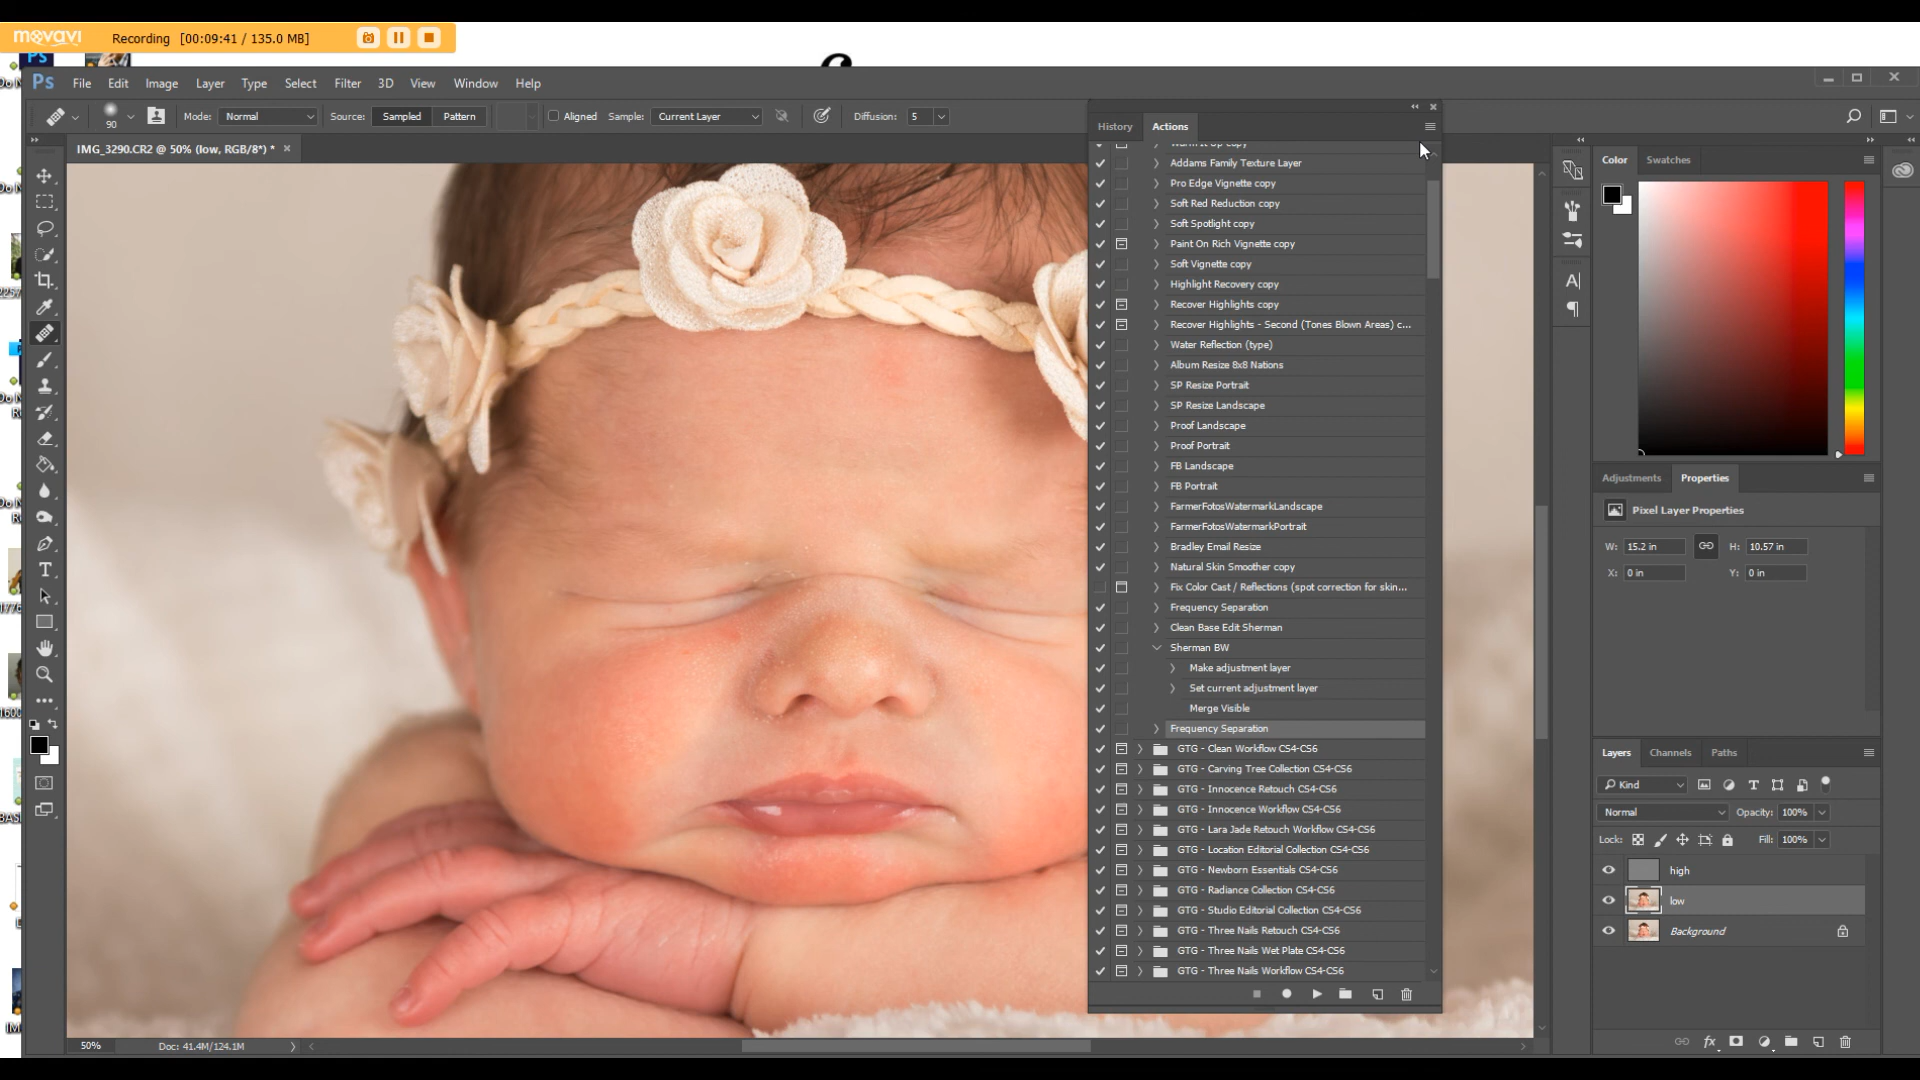 movavi Recording [00:09:41 / 135.0 MB]
Ps File Edit Image Layer Type Select Filter 3D View Window Help
90 Mode: Normal Source: Sampled Pattern Aligned Sample: Current Layer Diffusion: 5
IMG_3290.CR2 @ 50% (low, RGB/8*) * ×
History Actions
Addams Family Texture Layer
Pro Edge Vignette copy
Soft Red Reduction copy
Soft Spotlight copy
Paint On Rich Vignette copy
Soft Vignette copy
Highlight Recovery copy
Recover Highlights copy
Recover Highlights - Second (Tones Blown Areas) c...
Water Reflection (type)
Album Resize 8x8 Nations
SP Resize Portrait
SP Resize Landscape
Proof Landscape
Proof Portrait
FB Landscape
FB Portrait
FarmerFotosWatermarkLandscape
FarmerFotosWatermarkPortrait
Bradley Email Resize
Natural Skin Smoother copy
Fix Color Cast / Reflections (spot correction for skin...
Frequency Separation
Clean Base Edit Sherman
Sherman BW
Make adjustment layer
Set current adjustment layer
Merge Visible
Frequency Separation
GTG - Clean Workflow CS4-CS6
GTG - Carving Tree Collection CS4-CS6
GTG - Innocence Retouch CS4-CS6
GTG - Innocence Workflow CS4-CS6
GTG - Lara Jade Retouch Workflow CS4-CS6
GTG - Location Editorial Collection CS4-CS6
GTG - Newborn Essentials CS4-CS6
GTG - Radiance Collection CS4-CS6
GTG - Studio Editorial Collection CS4-CS6
GTG - Three Nails Retouch CS4-CS6
GTG - Three Nails Wet Plate CS4-CS6
GTG - Three Nails Workflow CS4-CS6
Color Swatches
Adjustments Properties
Pixel Layer Properties
W: 15.2 in H: 10.57 in
X: 0 in Y: 0 in
Layers Channels Paths
Kind
Normal Opacity: 100%
Lock: Fill: 100%
high
low
Background
50% Doc: 41.4M/124.1M